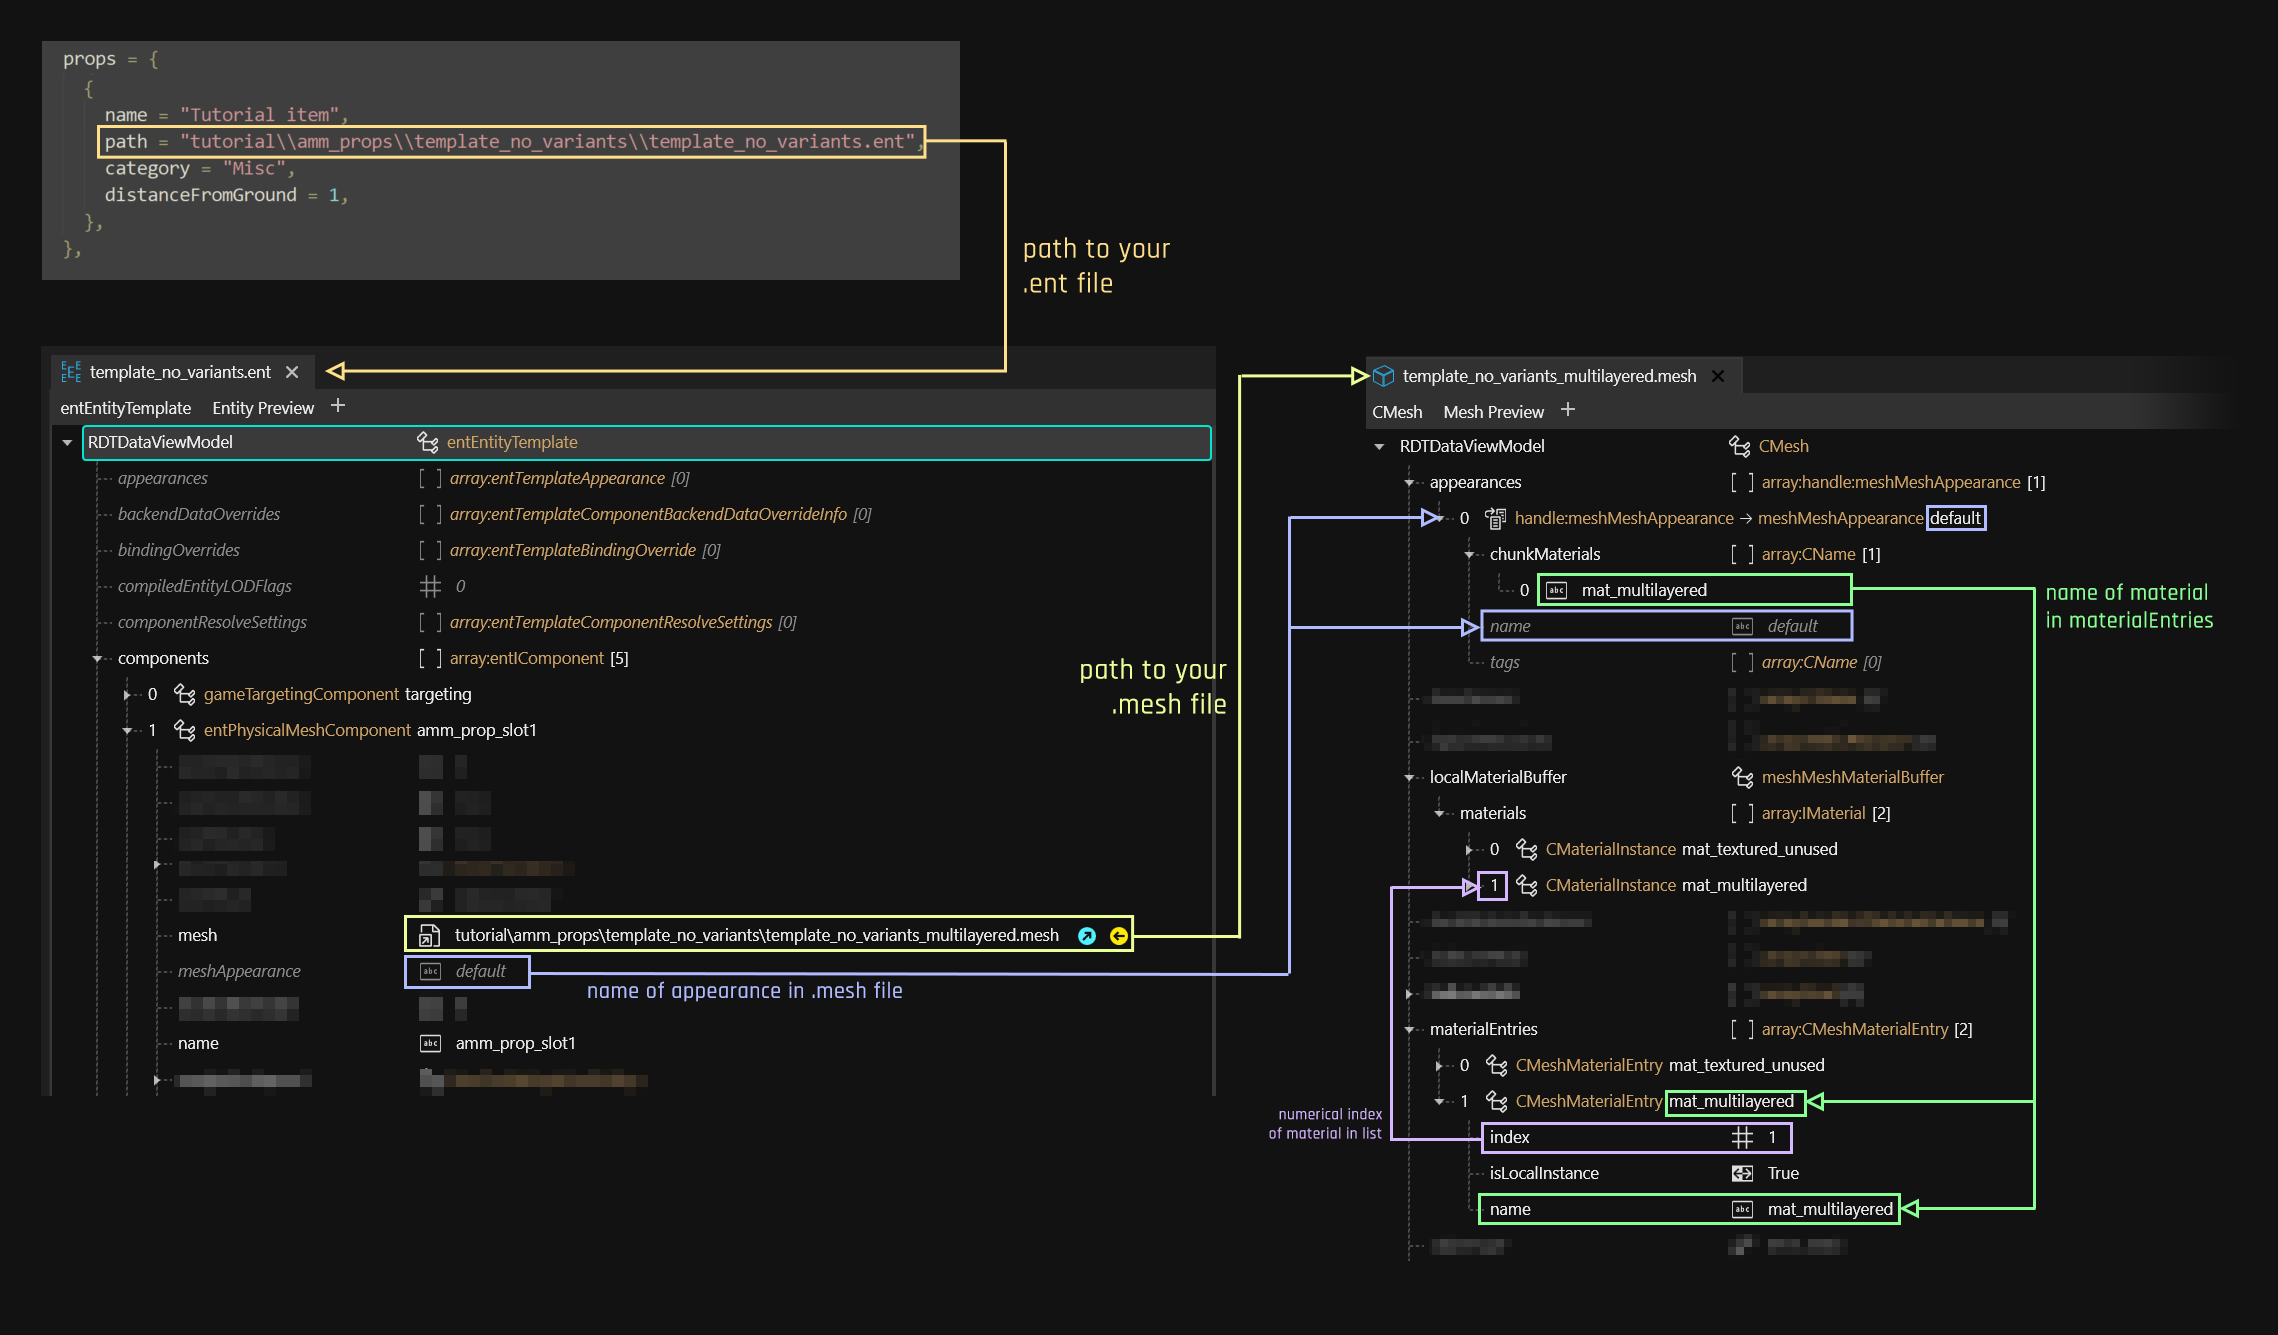 props = {
{
name = "Tutorial item",
path = "tutorial\\amm_props\\template_no_variants\\template_no_variants.ent",
category = "Misc",
distanceFromGround = 1,
},
},
path to your
.ent file
template_no_variants.ent
entEntityTemplate Entity Preview +
RDTDataViewModel entEntityTemplate
appearances [ ] array:entTemplateAppearance [0]
backendDataOverrides [ ] array:entTemplateComponentBackendDataOverrideInfo [0]
bindingOverrides [ ] array:entTemplateBindingOverride [0]
compiledEntityLODFlags 0
componentResolveSettings [ ] array:entTemplateComponentResolveSettings [0]
components [ ] array:entIComponent [5]
0 gameTargetingComponent targeting
1 entPhysicalMeshComponent amm_prop_slot1
mesh tutorial\amm_props\template_no_variants\template_no_variants_multilayered.mesh
meshAppearance abc default
name of appearance in .mesh file
name abc amm_prop_slot1
path to your
.mesh file
template_no_variants_multilayered.mesh
CMesh Mesh Preview +
RDTDataViewModel CMesh
appearances [ ] array:handle:meshMeshAppearance [1]
0 handle:meshMeshAppearance → meshMeshAppearance default
chunkMaterials [ ] array:CName [1]
0 abc mat_multilayered
name abc default
tags [ ] array:CName [0]
name of material
in materialEntries
localMaterialBuffer meshMeshMaterialBuffer
materials [ ] array:IMaterial [2]
0 CMaterialInstance mat_textured_unused
1 CMaterialInstance mat_multilayered
materialEntries [ ] array:CMeshMaterialEntry [2]
0 CMeshMaterialEntry mat_textured_unused
1 CMeshMaterialEntry mat_multilayered
numerical index
of material in list
index 1
isLocalInstance True
name abc mat_multilayered